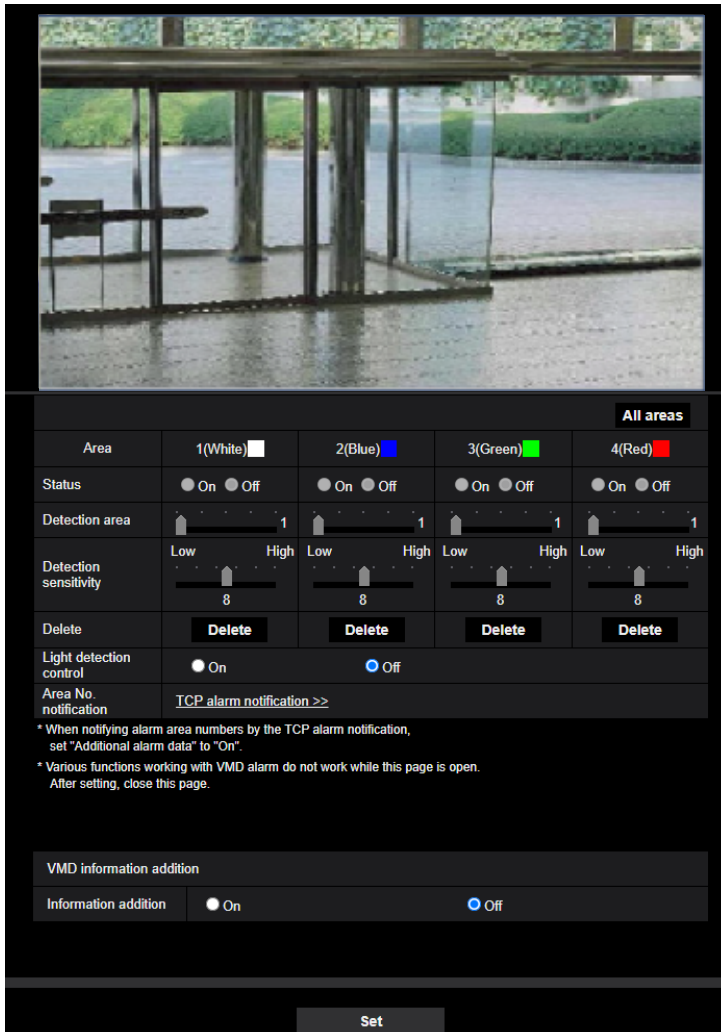 All areas
Area 1(White) 2(Blue) 3(Green) 4(Red)
Status On Off On Off On Off On Off
Detection area 1 1 1 1
Low High Low High Low High Low High
Detection
sensitivity
8 8 8 8
Delete Delete Delete Delete Delete
Light detection
control
On Off
Area No.
notification
TCP alarm notification >>
* When notifying alarm area numbers by the TCP alarm notification,
set "Additional alarm data" to "On".
* Various functions working with VMD alarm do not work while this page is open.
After setting, close this page.
VMD information addition
Information addition On Off
Set